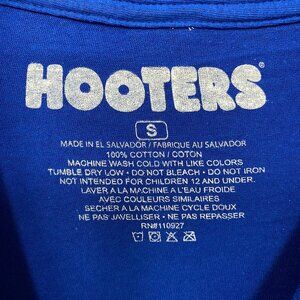 HOOTERS®
S
MADE IN EL SALVADOR / FABRIQUE AU SALVADOR
100% COTTON / COTON
MACHINE WASH COLD WITH LIKE COLORS
TUMBLE DRY LOW • DO NOT BLEACH • DO NOT IRON
NOT INTENDED FOR CHILDREN 12 AND UNDER.
LAVER A LA MACHINE A L'EAU FROIDE
AVEC COULEURS SIMILAIRES
SECHER A LA MACHINE CYCLE DOUX
NE PAS JAVELLISER • NE PAS REPASSER
RN#110927